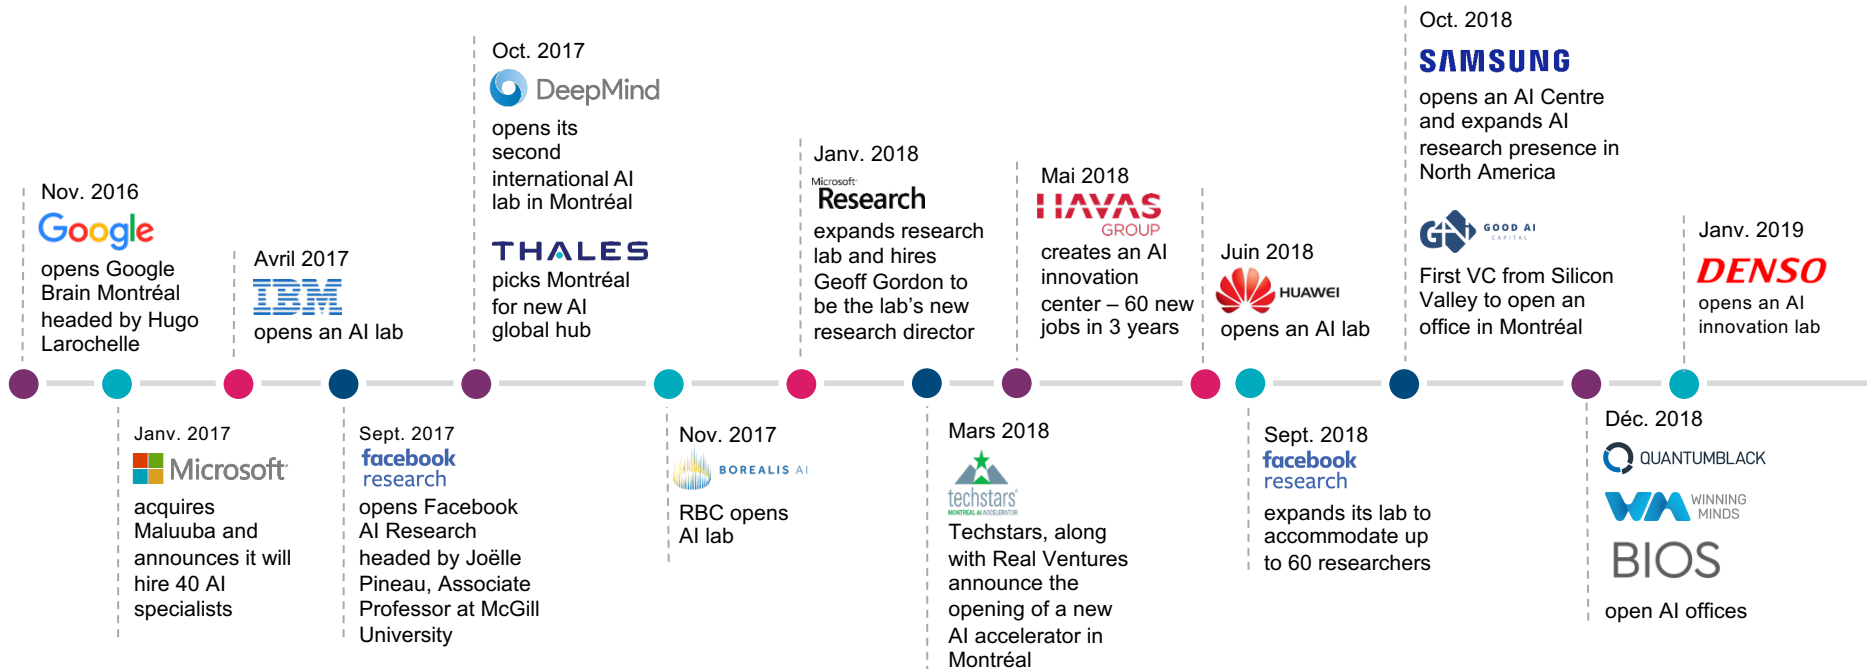 Nov. 2016
Google
opens Google
Brain Montréal
headed by Hugo
Larochelle
Janv. 2017
Microsoft
acquires
Maluuba and
announces it will
hire 40 AI
specialists
Avril 2017
IBM
opens an AI lab
Sept. 2017
facebook
research
opens Facebook
AI Research
headed by Joëlle
Pineau, Associate
Professor at McGill
University
Oct. 2017
DeepMind
opens its
second
international AI
lab in Montréal
THALES
picks Montréal
for new AI
global hub
Nov. 2017
BOREALIS AI
RBC opens
AI lab
Janv. 2018
Microsoft
Research
expands research
lab and hires
Geoff Gordon to
be the lab's new
research director
Mars 2018
techstars
MONTREAL AI ACCELERATOR
Techstars, along
with Real Ventures
announce the
opening of a new
AI accelerator in
Montréal
Mai 2018
HAVAS
GROUP
creates an AI
innovation
center – 60 new
jobs in 3 years
Juin 2018
HUAWEI
opens an AI lab
Sept. 2018
facebook
research
expands its lab to
accommodate up
to 60 researchers
Oct. 2018
SAMSUNG
opens an AI Centre
and expands AI
research presence in
North America
GOOD AI
CAPITAL
First VC from Silicon
Valley to open an
office in Montréal
Déc. 2018
QUANTUMBLACK
WM WINNING
MINDS
BIOS
open AI offices
Janv. 2019
DENSO
opens an AI
innovation lab